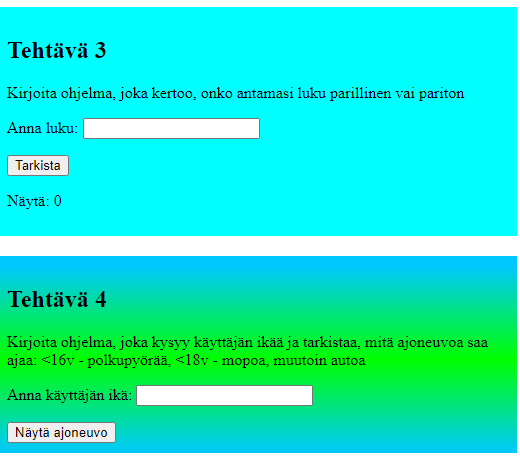 Tehtävä 3
Kirjoita ohjelma, joka kertoo, onko antamasi luku parillinen vai pariton
Anna luku:
Tarkista
Näytä: 0
Tehtävä 4
Kirjoita ohjelma, joka kysyy käyttäjän ikää ja tarkistaa, mitä ajoneuvoa saa
ajaa: <16v - polkupyörää, <18v - mopoa, muutoin autoa
Anna käyttäjän ikä:
Näytä ajoneuvo